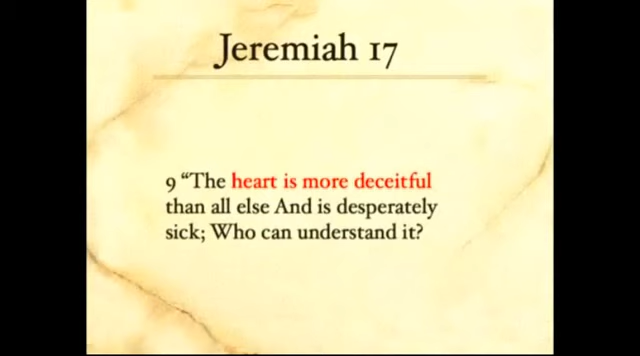 Jeremiah 17
9 “The heart is more deceitful
than all else And is desperately
sick; Who can understand it?